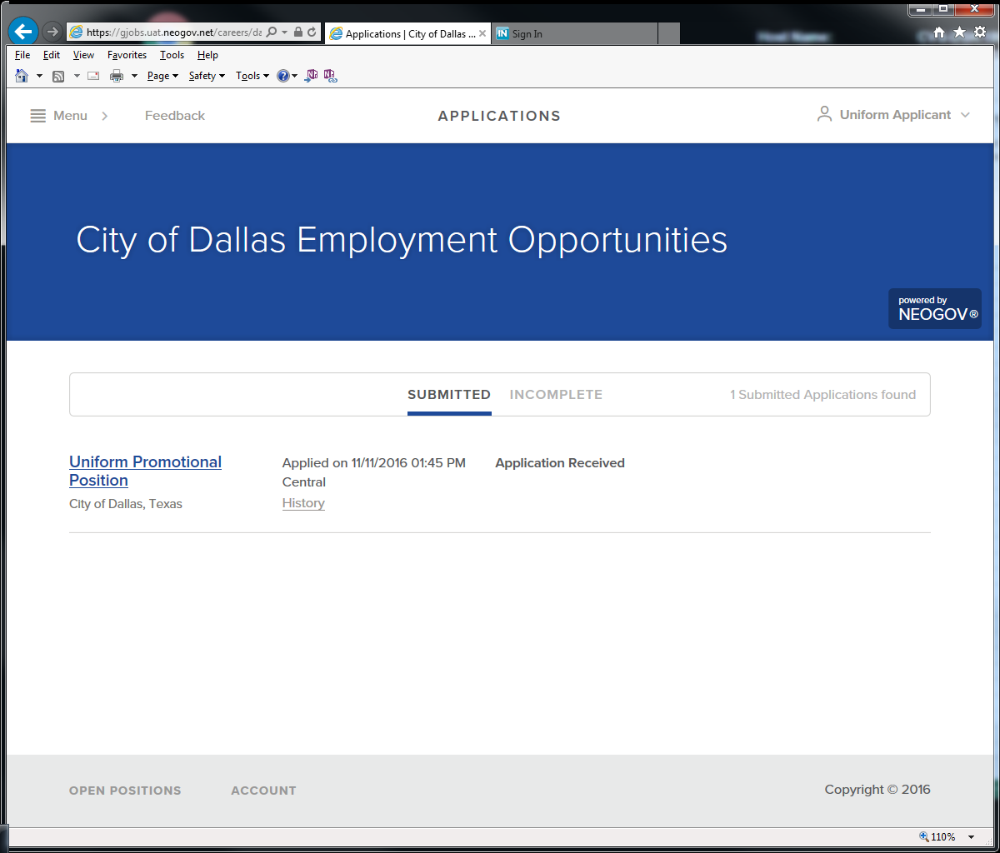 https://gjobs.uat.neogov.net/careers/da
Applications | City of Dallas ...
IN Sign In
File Edit View Favorites Tools Help
Page Safety Tools
Menu Feedback APPLICATIONS Uniform Applicant
City of Dallas Employment Opportunities
powered by
NEOGOV®
SUBMITTED INCOMPLETE 1 Submitted Applications found
Uniform Promotional Applied on 11/11/2016 01:45 PM Application Received
Position Central
City of Dallas, Texas History
OPEN POSITIONS ACCOUNT Copyright © 2016
110%